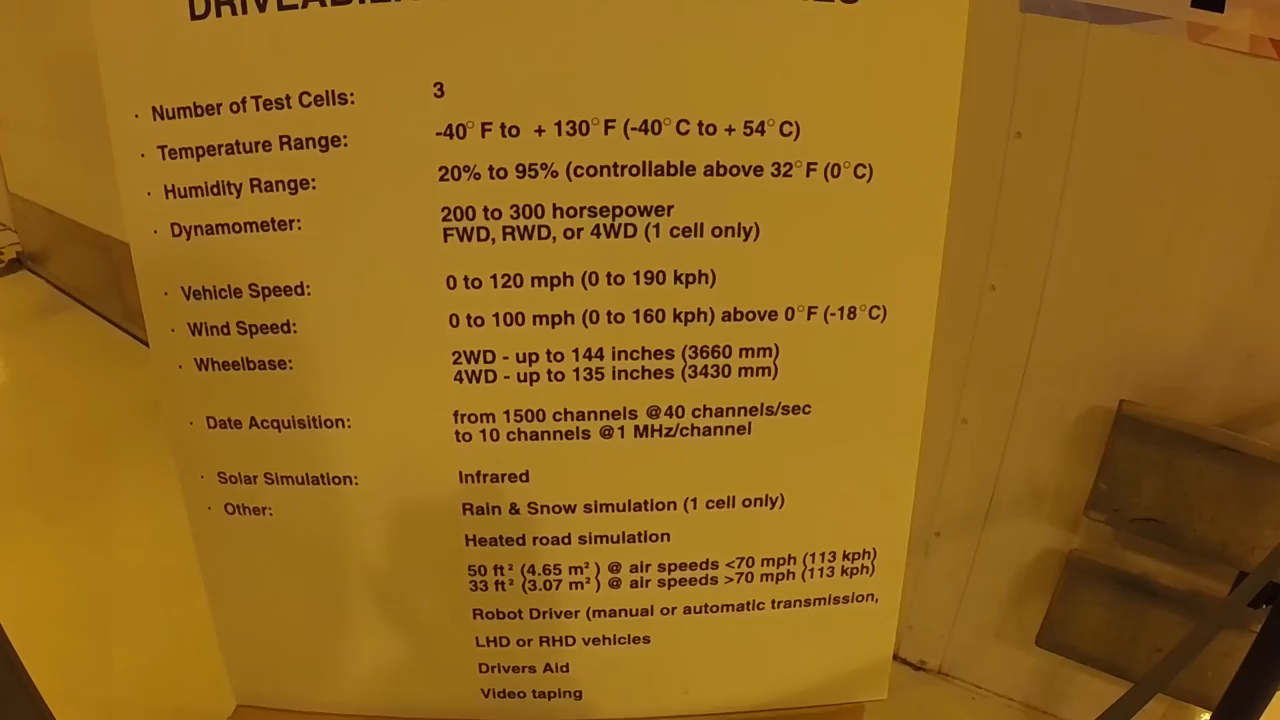 · Number of Test Cells: 3
· Temperature Range: -40° F to + 130° F (-40° C to + 54° C)
· Humidity Range: 20% to 95% (controllable above 32° F (0° C)
· Dynamometer: 200 to 300 horsepower
FWD, RWD, or 4WD (1 cell only)
· Vehicle Speed: 0 to 120 mph (0 to 190 kph)
· Wind Speed: 0 to 100 mph (0 to 160 kph) above 0° F (-18° C)
· Wheelbase: 2WD - up to 144 inches (3660 mm)
4WD - up to 135 inches (3430 mm)
· Date Acquisition: from 1500 channels @40 channels/sec
to 10 channels @1 MHz/channel
· Solar Simulation: Infrared
· Other: Rain & Snow simulation (1 cell only)
Heated road simulation
50 ft² (4.65 m² ) @ air speeds <70 mph (113 kph)
33 ft² (3.07 m² ) @ air speeds >70 mph (113 kph)
Robot Driver (manual or automatic transmission,
LHD or RHD vehicles
Drivers Aid
Video taping